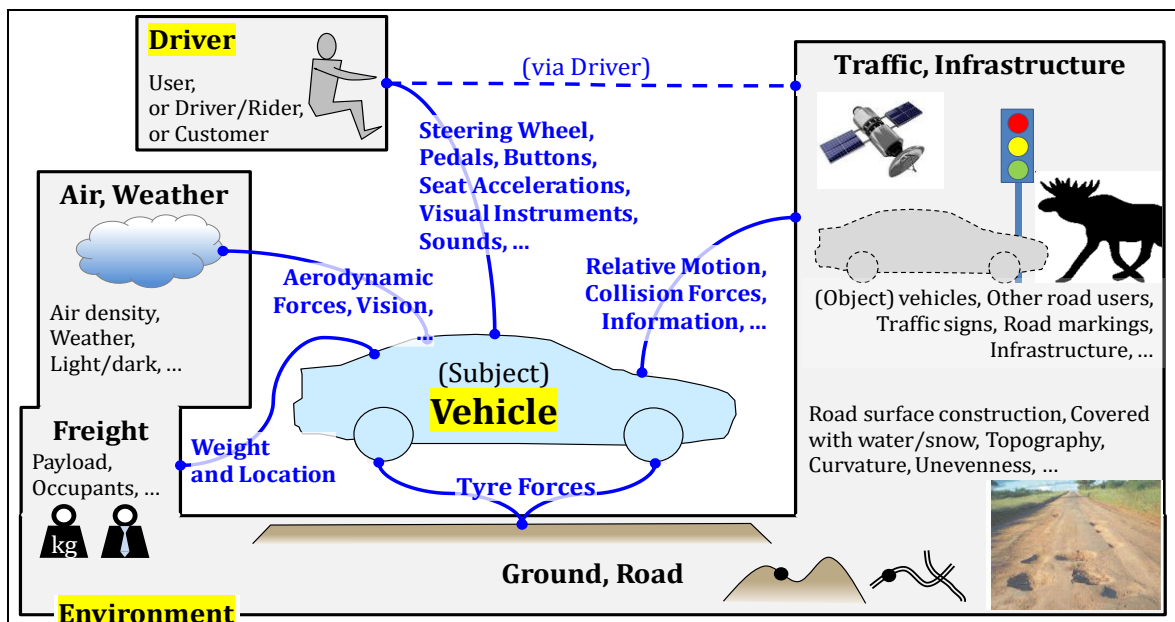 Driver
User,
or Driver/Rider,
or Customer
(via Driver)
Steering Wheel,
Pedals, Buttons,
Seat Accelerations,
Visual Instruments,
Sounds, ...
Traffic, Infrastructure
(Object) vehicles, Other road users,
Traffic signs, Road markings,
Infrastructure, ...
Air, Weather
Air density,
Weather,
Light/dark, ...
Aerodynamic
Forces, Vision,
...
Relative Motion,
Collision Forces,
Information, ...
(Subject)
Vehicle
Freight
Payload,
Occupants, ...
kg
Weight
and Location
Tyre Forces
Road surface construction, Covered
with water/snow, Topography,
Curvature, Unevenness, ...
Ground, Road
Environment